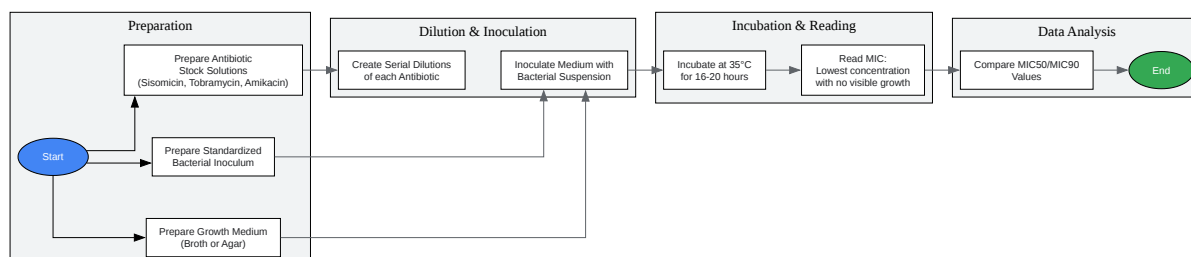 Preparation
Prepare Antibiotic
Stock Solutions
(Sisomicin, Tobramycin, Amikacin)
Start
Prepare Standardized
Bacterial Inoculum
Prepare Growth Medium
(Broth or Agar)
Dilution & Inoculation
Create Serial Dilutions
of each Antibiotic
Inoculate Medium with
Bacterial Suspension
Incubation & Reading
Incubate at 35°C
for 16-20 hours
Read MIC:
Lowest concentration
with no visible growth
Data Analysis
Compare MIC50/MIC90
Values
End